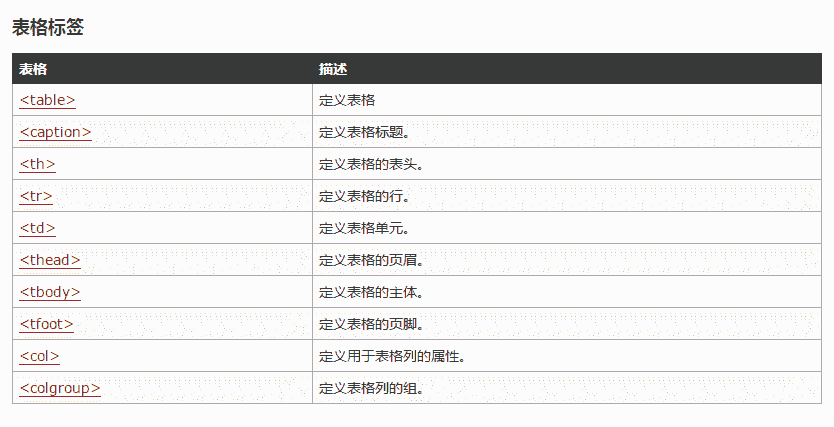 表格标签
表格 描述
<table> 定义表格
<caption> 定义表格标题。
<th> 定义表格的表头。
<tr> 定义表格的行。
<td> 定义表格单元。
<thead> 定义表格的页眉。
<tbody> 定义表格的主体。
<tfoot> 定义表格的页脚。
<col> 定义用于表格列的属性。
<colgroup> 定义表格列的组。